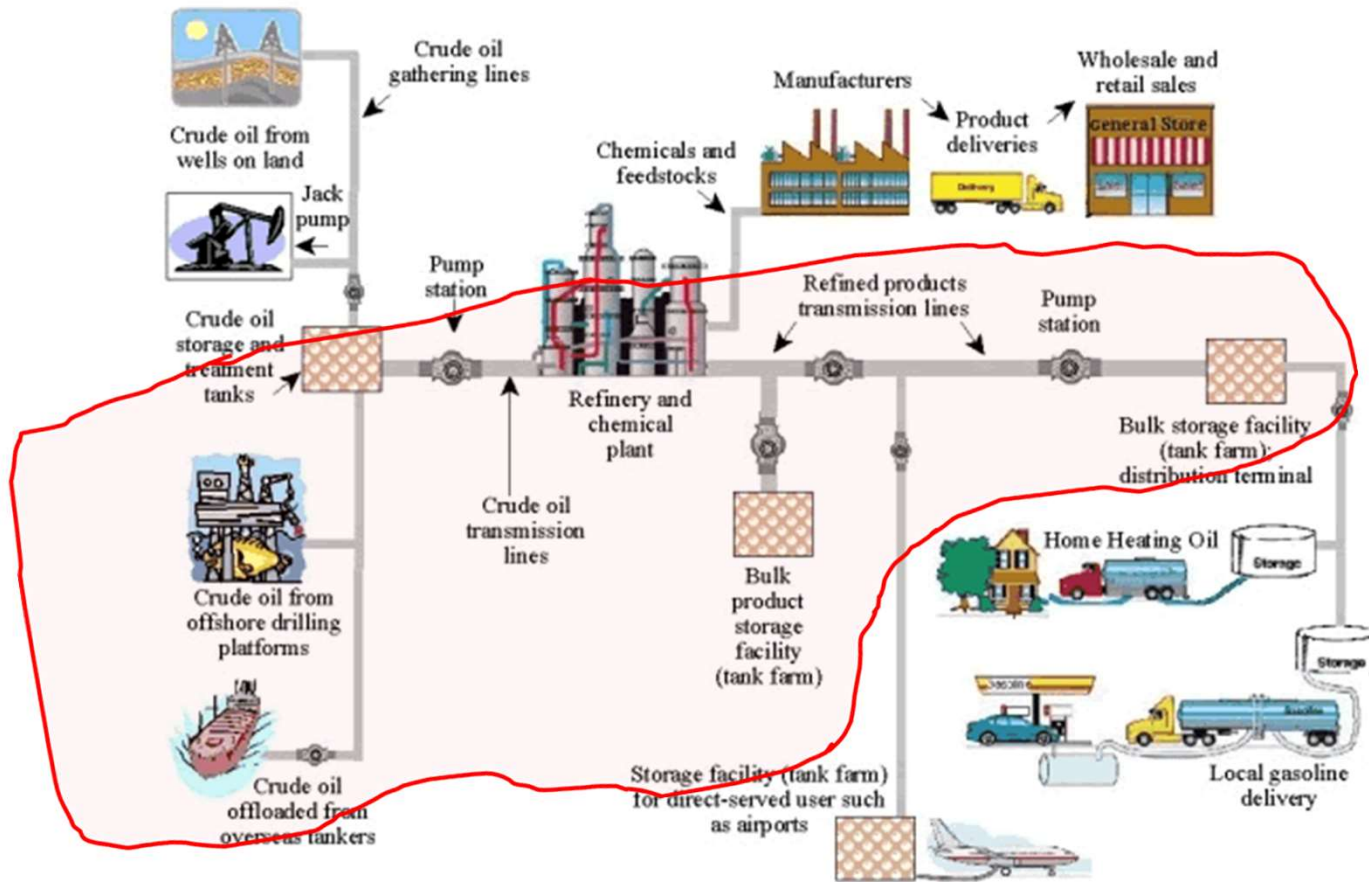 Crude oil
gathering lines
Crude oil from
wells on land
Jack
pump
Manufacturers
Wholesale and
retail sales
Product
deliveries
General Store
Delivery
Chemicals and
feedstocks
Pump
station
Refined products
transmission lines
Pump
station
Crude oil
storage and
treatment
tanks
Refinery and
chemical
plant
Bulk storage facility
(tank farm);
distribution terminal
Crude oil
transmission
lines
Crude oil from
offshore drilling
platforms
Bulk
product
storage
facility
(tank farm)
Home Heating Oil
Storage
Storage
Gasoline
Gasoline
Local gasoline
delivery
Crude oil
offloaded from
overseas tankers
Storage facility (tank farm)
for direct-served user such
as airports